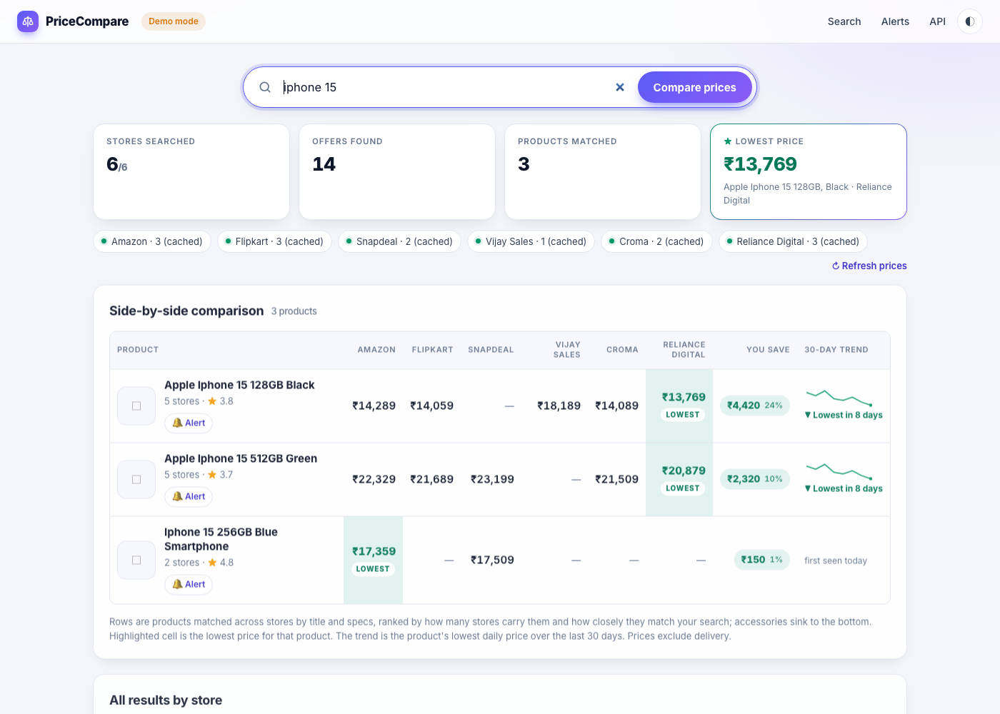 PriceCompare
Demo mode
Search
Alerts
API
iphone 15
Compare prices
STORES SEARCHED
6/6
OFFERS FOUND
14
PRODUCTS MATCHED
3
★ LOWEST PRICE
₹13,769
Apple Iphone 15 128GB, Black · Reliance
Digital
Amazon · 3 (cached)
Flipkart · 3 (cached)
Snapdeal · 2 (cached)
Vijay Sales · 1 (cached)
Croma · 2 (cached)
Reliance Digital · 3 (cached)
↻ Refresh prices
Side-by-side comparison 3 products
PRODUCT AMAZON FLIPKART SNAPDEAL VIJAY SALES CROMA RELIANCE DIGITAL YOU SAVE 30-DAY TREND
Apple Iphone 15 128GB Black
5 stores · ★ 3.8
Alert
₹14,289 ₹14,059 — ₹18,189 ₹14,089 ₹13,769
LOWEST
₹4,420 24%
▼ Lowest in 8 days
Apple Iphone 15 512GB Green
5 stores · ★ 3.7
Alert
₹22,329 ₹21,689 ₹23,199 — ₹21,509 ₹20,879
LOWEST
₹2,320 10%
▼ Lowest in 8 days
Iphone 15 256GB Blue
Smartphone
2 stores · ★ 4.8
Alert
₹17,359
LOWEST
— ₹17,509 — — —
₹150 1%
first seen today
Rows are products matched across stores by title and specs, ranked by how many stores carry them and how closely they match your search; accessories sink to the bottom.
Highlighted cell is the lowest price for that product. The trend is the product's lowest daily price over the last 30 days. Prices exclude delivery.
All results by store